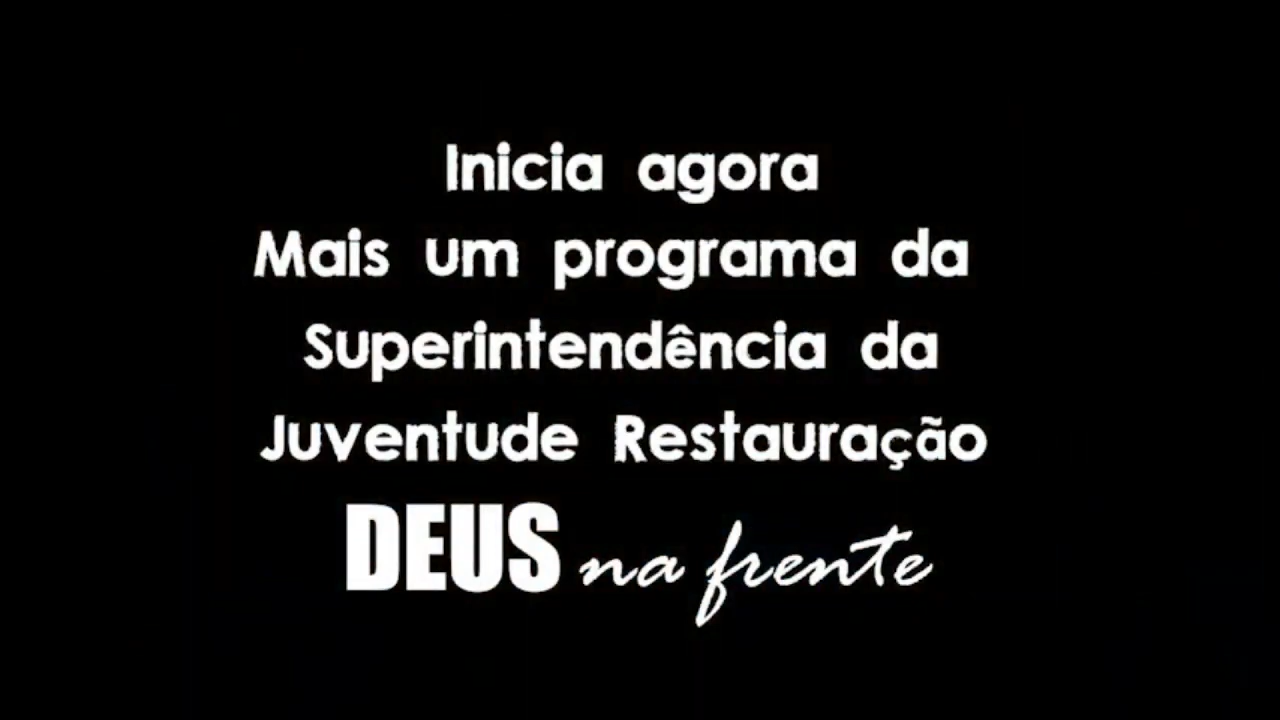 Inicia agora
Mais um programa da
Superintendência da
Juventude Restauração
DEUS na frente